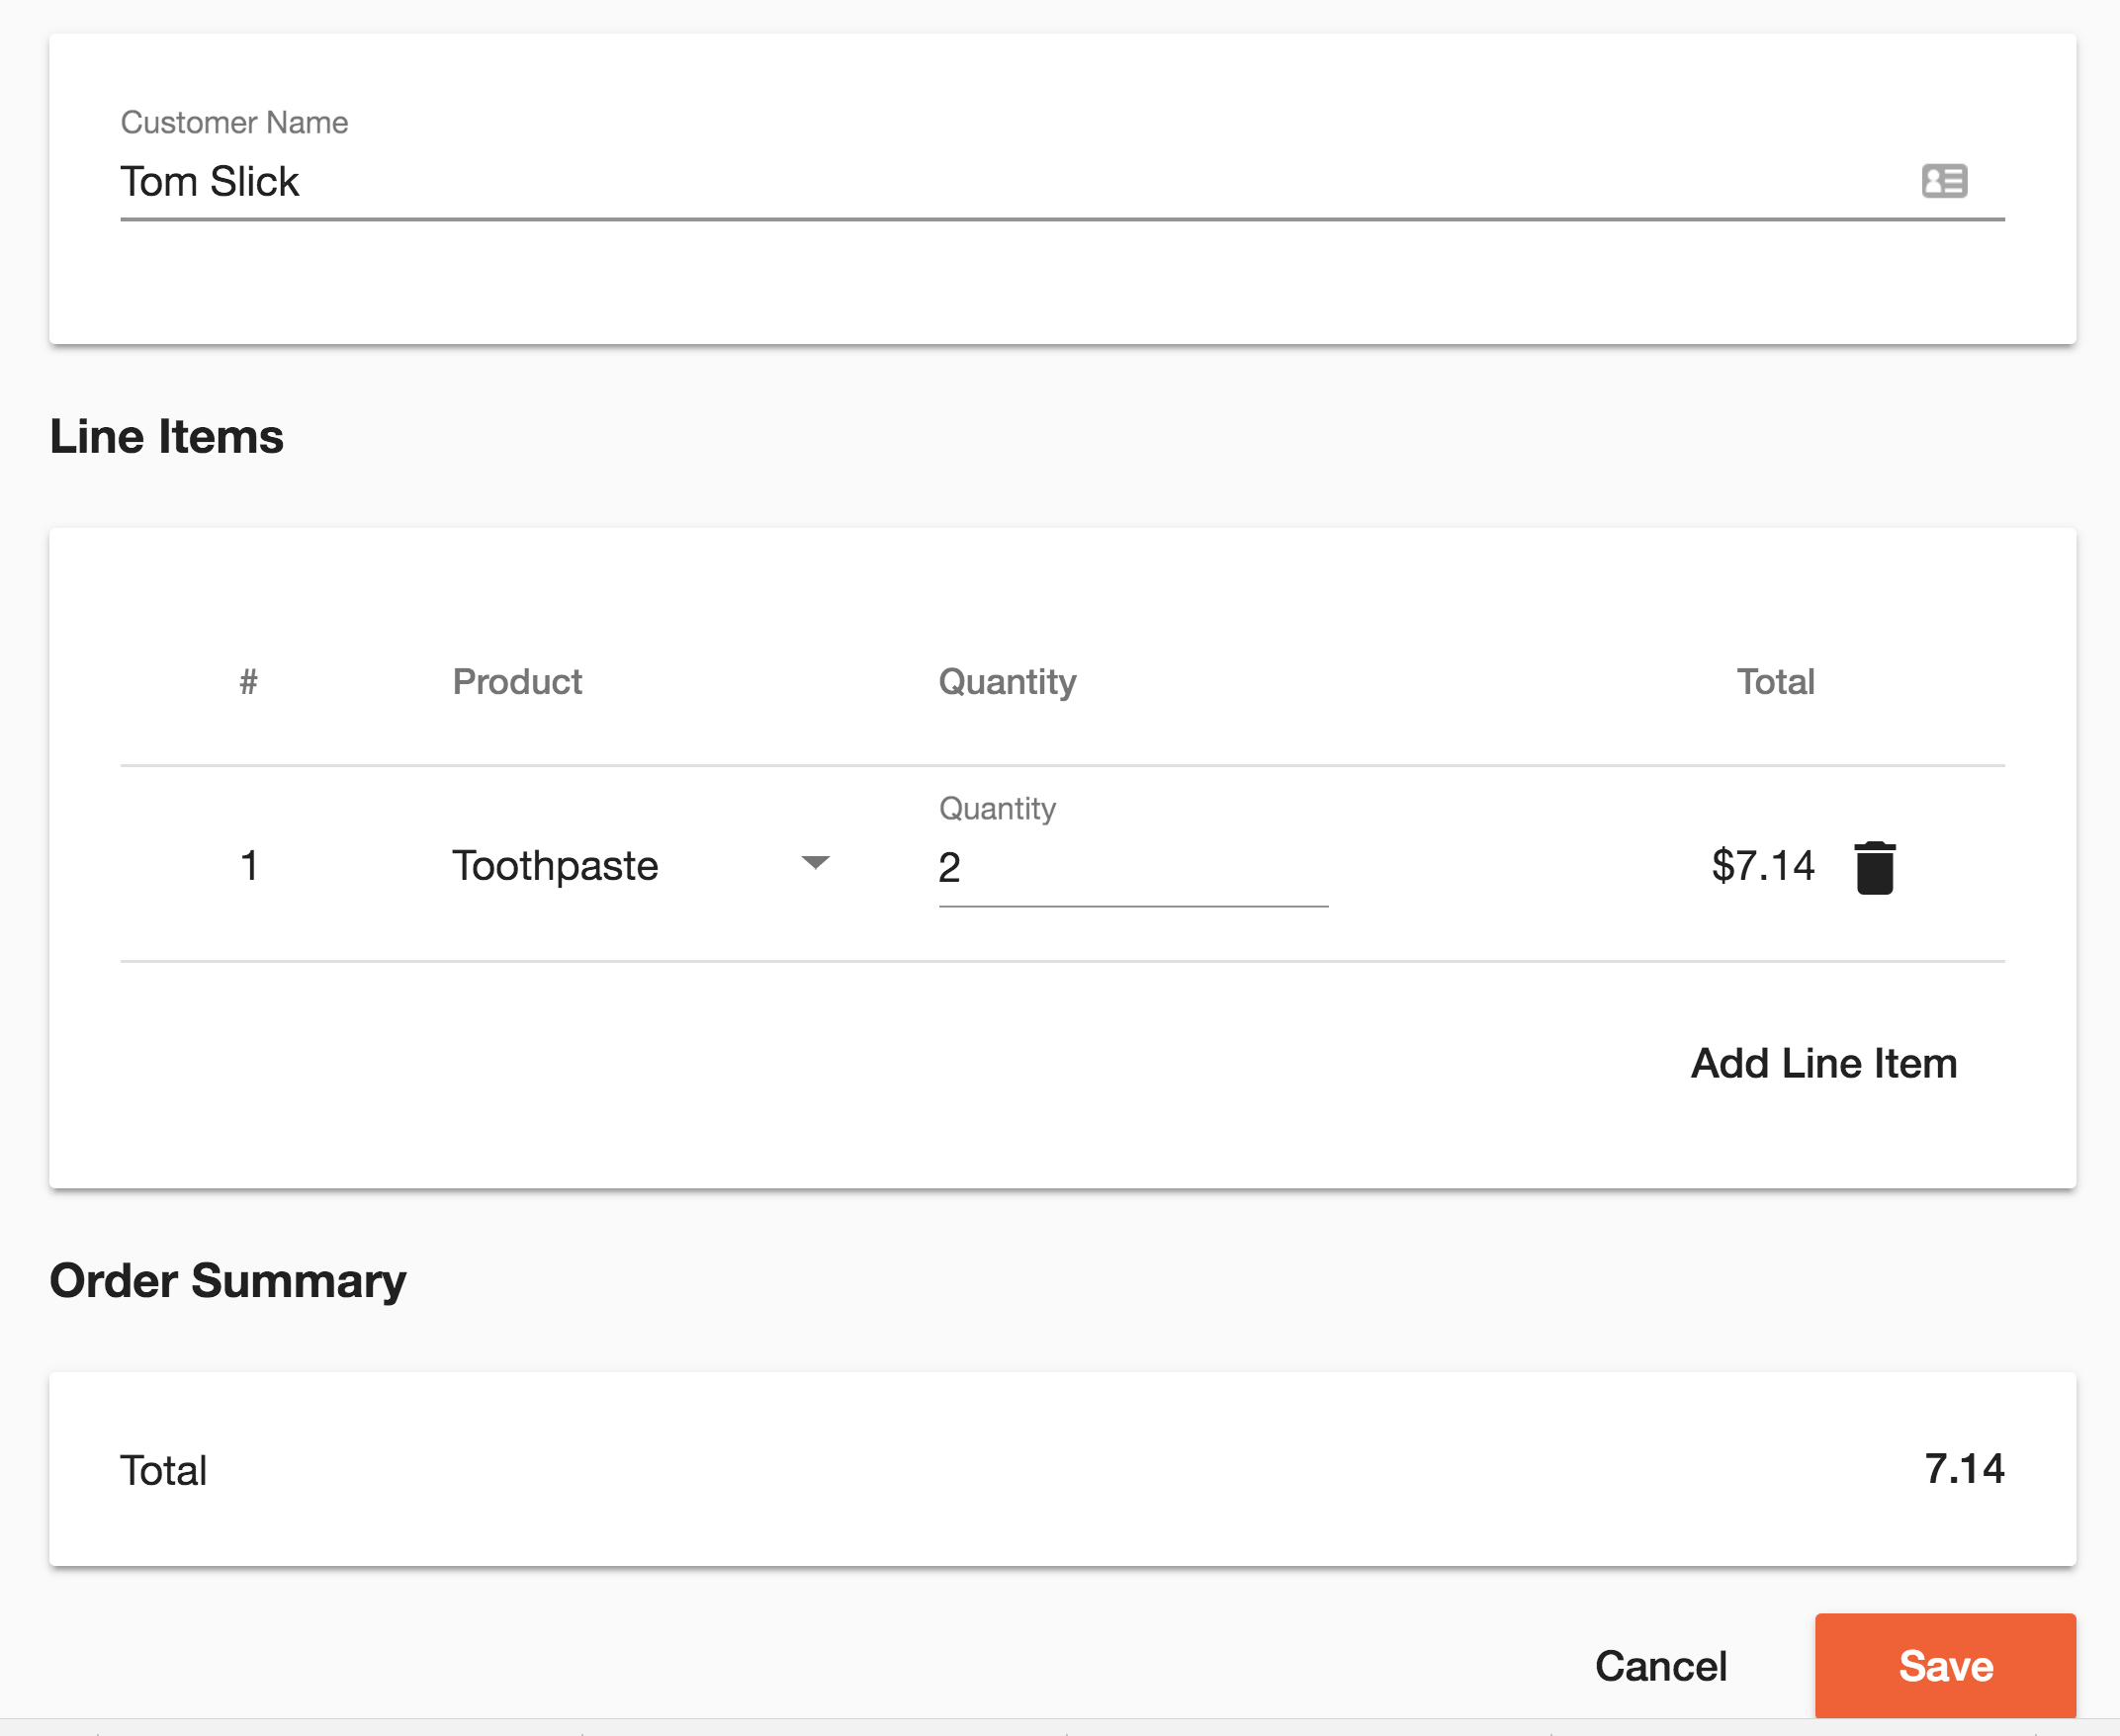 Customer Name
Tom Slick
Line Items
# Product Quantity Total
Quantity
1 Toothpaste 2 $7.14
Add Line Item
Order Summary
Total 7.14
Cancel Save